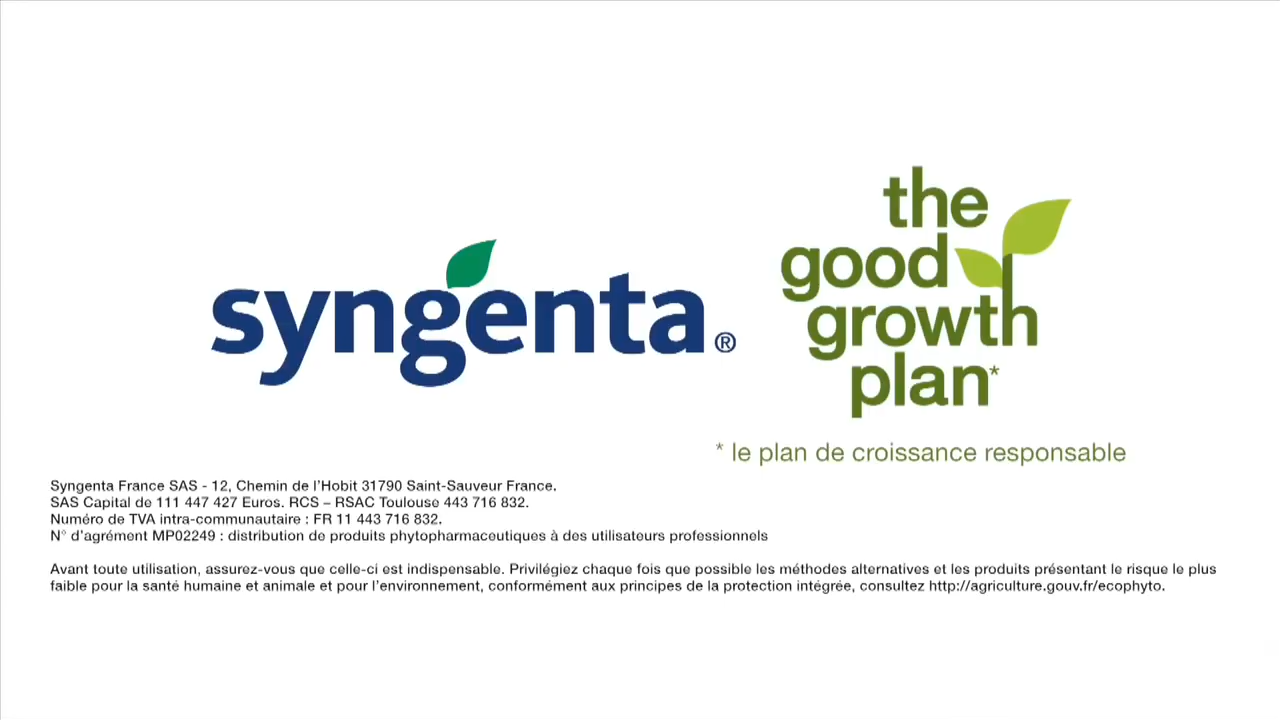 syngenta®
the
good
growth
plan*
* le plan de croissance responsable
Syngenta France SAS - 12, Chemin de l’Hobit 31790 Saint-Sauveur France.
SAS Capital de 111 447 427 Euros. RCS – RSAC Toulouse 443 716 832.
Numéro de TVA intra-communautaire : FR 11 443 716 832.
N° d’agrément MP02249 : distribution de produits phytopharmaceutiques à des utilisateurs professionnels
Avant toute utilisation, assurez-vous que celle-ci est indispensable. Privilégiez chaque fois que possible les méthodes alternatives et les produits présentant le risque le plus
faible pour la santé humaine et animale et pour l’environnement, conformément aux principes de la protection intégrée, consultez http://agriculture.gouv.fr/ecophyto.